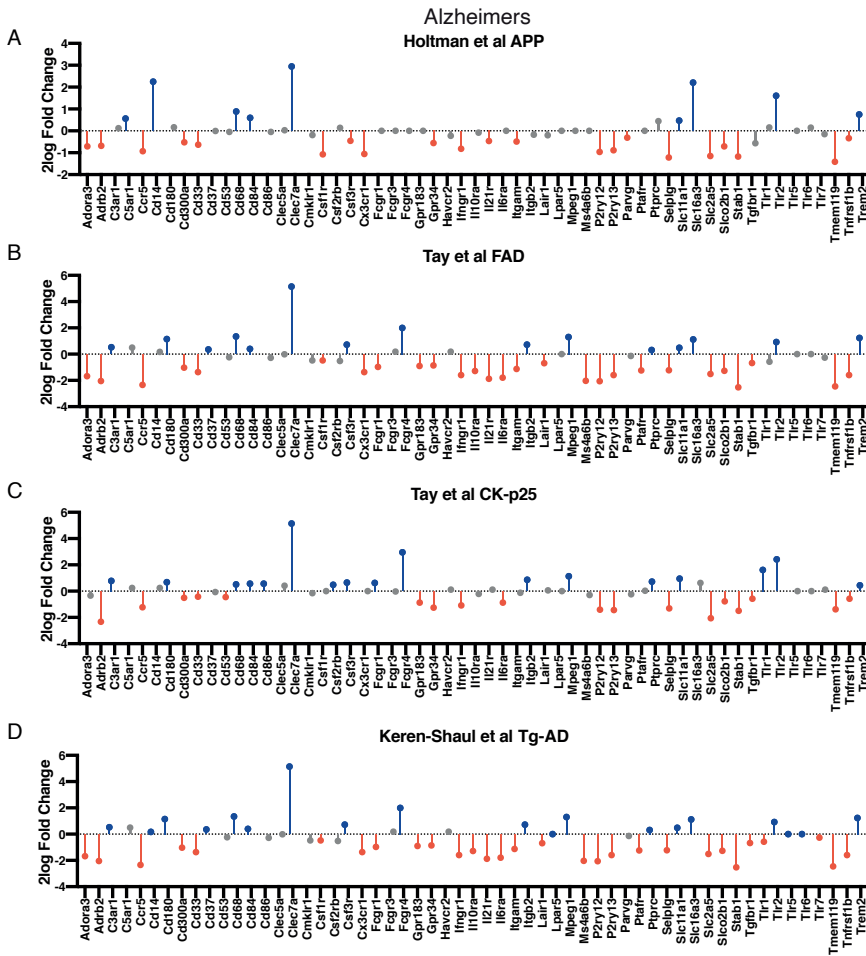 Alzheimers
A
Holtman et al APP
2log Fold Change
4
3
2
1
0
-1
-2
Adora3 Adrb2 C3ar1 C5ar1 Ccr5 Cd14 Cd180 Cd300a Cd33 Cd37 Cd53 Cd68 Cd84 Cd86 Clec5a Clec7a Cmklr1 Csf1r Csf2rb Csf3r Cx3cr1 Fcgr1 Fcgr3 Fcgr4 Gpr183 Gpr34 Havcr2 Ifngr1 Il10ra Il21r Il6ra Itgam Itgb2 Lair1 Lpar5 Mpeg1 Ms4a6b P2ry12 P2ry13 Parvg Ptafr Ptprc Selplg Slc11a1 Slc16a3 Slc2a5 Slco2b1 Stab1 Tgfbr1 Tlr1 Tlr2 Tlr5 Tlr6 Tlr7 Tmem119 Tnfrsf1b Trem2
B
Tay et al FAD
2log Fold Change
6
4
2
0
-2
-4
Adora3 Adrb2 C3ar1 C5ar1 Ccr5 Cd14 Cd180 Cd300a Cd33 Cd37 Cd53 Cd68 Cd84 Cd86 Clec5a Clec7a Cmklr1 Csf1r Csf2rb Csf3r Cx3cr1 Fcgr1 Fcgr3 Fcgr4 Gpr183 Gpr34 Havcr2 Ifngr1 Il10ra Il21r Il6ra Itgam Itgb2 Lair1 Lpar5 Mpeg1 Ms4a6b P2ry12 P2ry13 Parvg Ptafr Ptprc Selplg Slc11a1 Slc16a3 Slc2a5 Slco2b1 Stab1 Tgfbr1 Tlr1 Tlr2 Tlr5 Tlr6 Tlr7 Tmem119 Tnfrsf1b Trem2
C
Tay et al CK-p25
2log Fold Change
6
4
2
0
-2
-4
Adora3 Adrb2 C3ar1 C5ar1 Ccr5 Cd14 Cd180 Cd300a Cd33 Cd37 Cd53 Cd68 Cd84 Cd86 Clec5a Clec7a Cmklr1 Csf1r Csf2rb Csf3r Cx3cr1 Fcgr1 Fcgr3 Fcgr4 Gpr183 Gpr34 Havcr2 Ifngr1 Il10ra Il21r Il6ra Itgam Itgb2 Lair1 Lpar5 Mpeg1 Ms4a6b P2ry12 P2ry13 Parvg Ptafr Ptprc Selplg Slc11a1 Slc16a3 Slc2a5 Slco2b1 Stab1 Tgfbr1 Tlr1 Tlr2 Tlr5 Tlr6 Tlr7 Tmem119 Tnfrsf1b Trem2
D
Keren-Shaul et al Tg-AD
2log Fold Change
6
4
2
0
-2
-4
Adora3 Adrb2 C3ar1 C5ar1 Ccr5 Cd14 Cd180 Cd300a Cd33 Cd37 Cd53 Cd68 Cd84 Cd86 Clec5a Clec7a Cmklr1 Csf1r Csf2rb Csf3r Cx3cr1 Fcgr1 Fcgr3 Fcgr4 Gpr183 Gpr34 Havcr2 Ifngr1 Il10ra Il21r Il6ra Itgam Itgb2 Lair1 Lpar5 Mpeg1 Ms4a6b P2ry12 P2ry13 Parvg Ptafr Ptprc Selplg Slc11a1 Slc16a3 Slc2a5 Slco2b1 Stab1 Tgfbr1 Tlr1 Tlr2 Tlr5 Tlr6 Tlr7 Tmem119 Tnfrsf1b Trem2